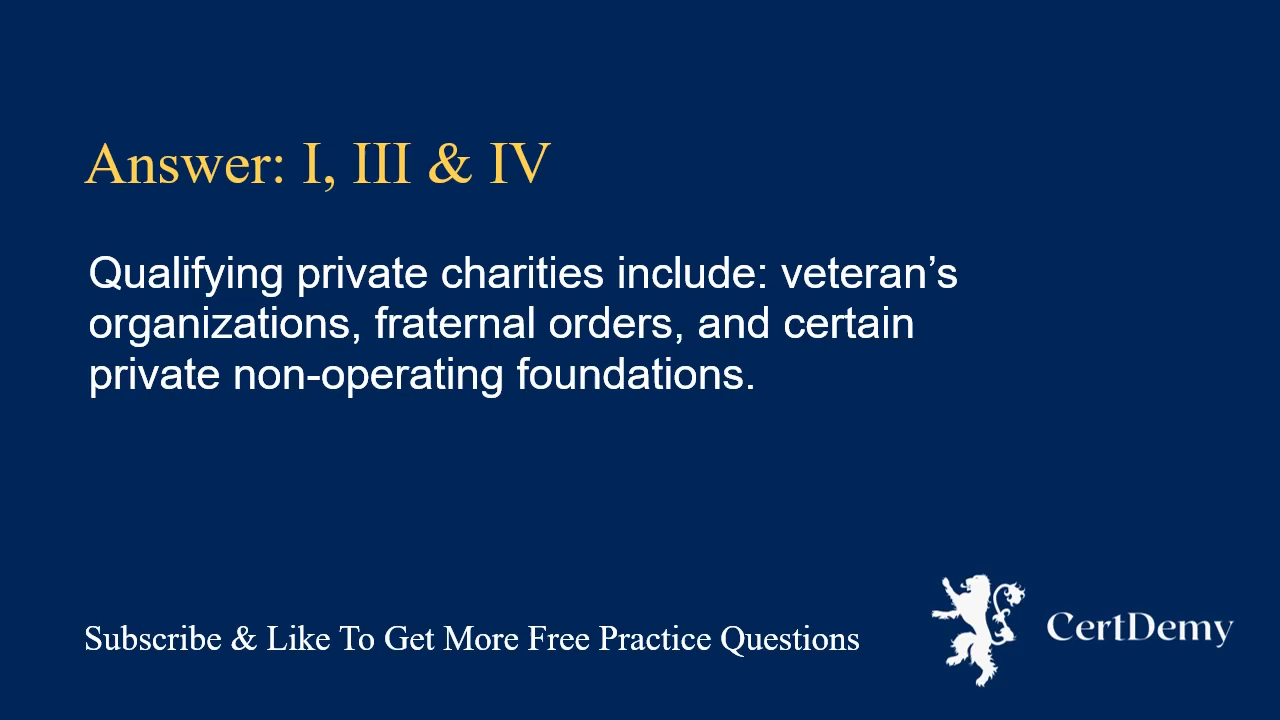 Answer: I, III & IV
Qualifying private charities include: veteran’s
organizations, fraternal orders, and certain
private non-operating foundations.
Subscribe & Like To Get More Free Practice Questions
CertDemy